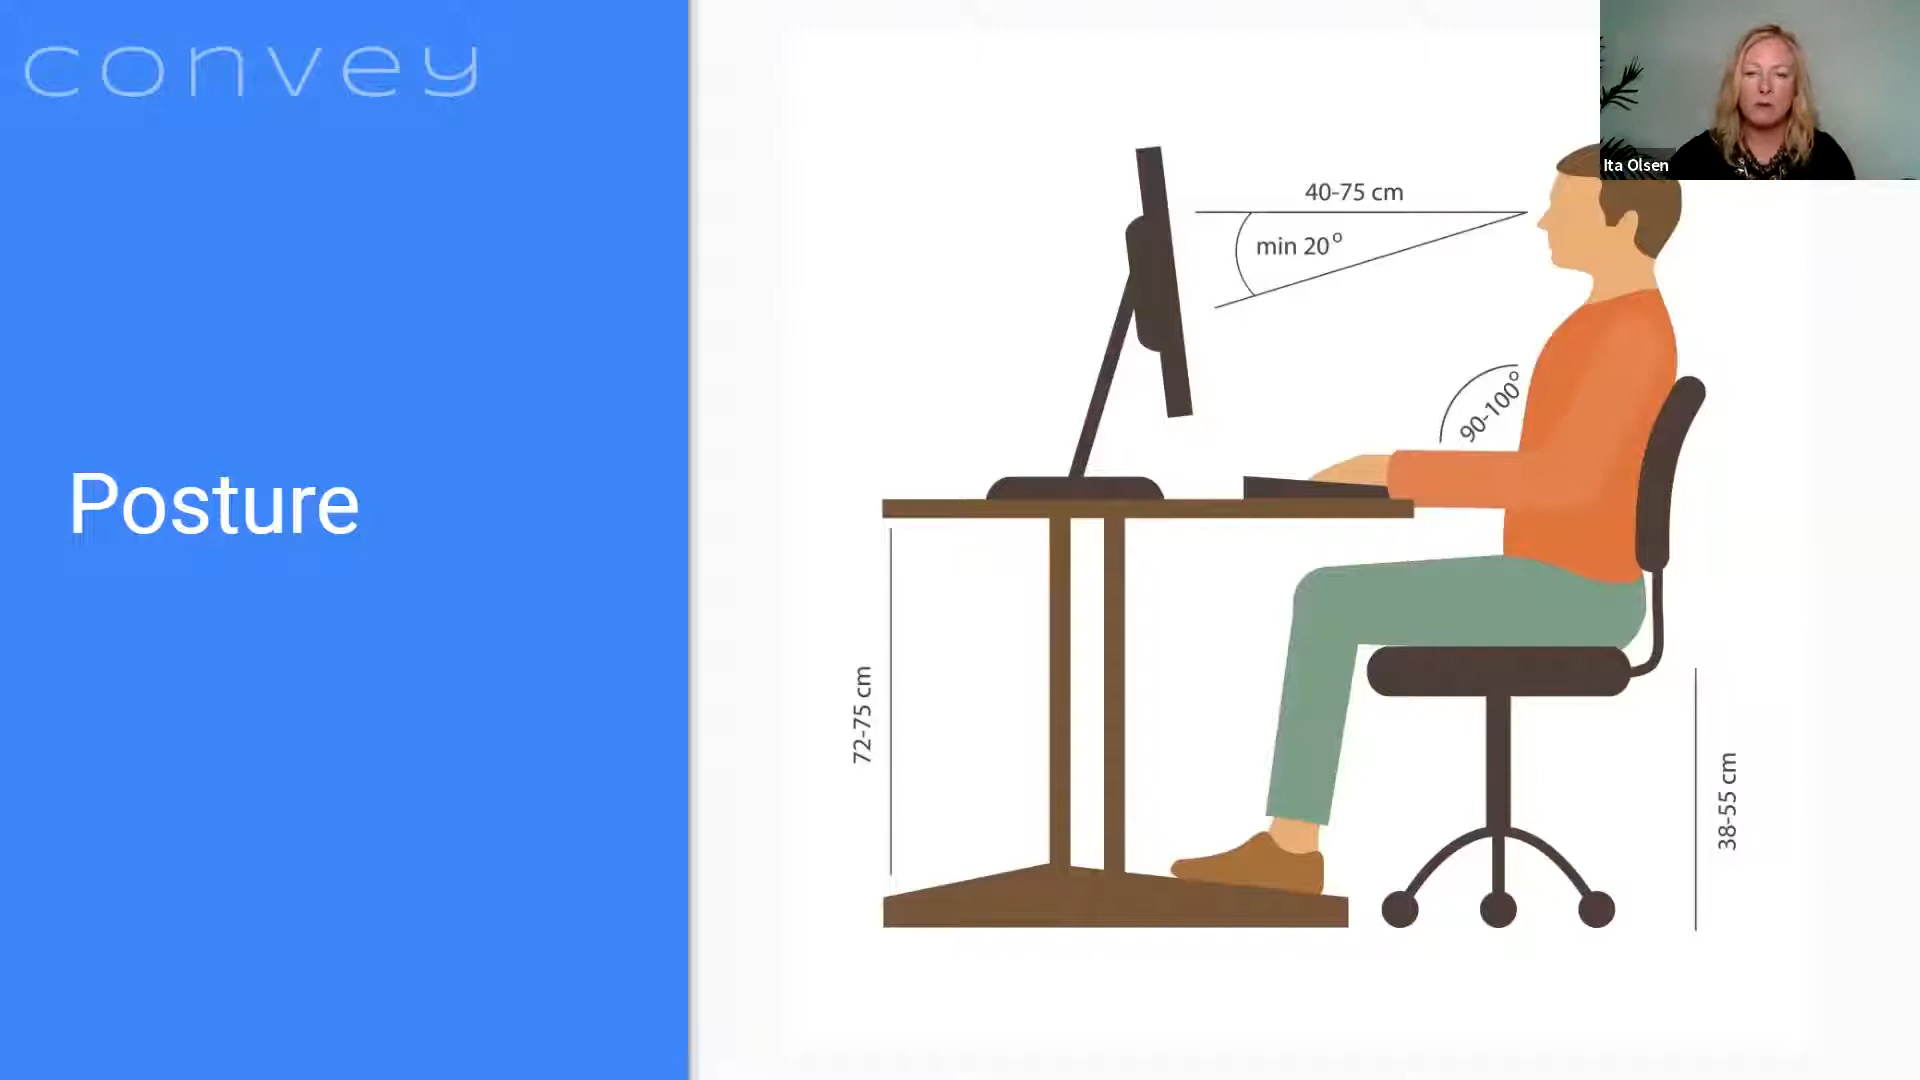 convey
Posture
40-75 cm
min 20°
90-100°
72-75 cm
38-55 cm
Ita Olsen